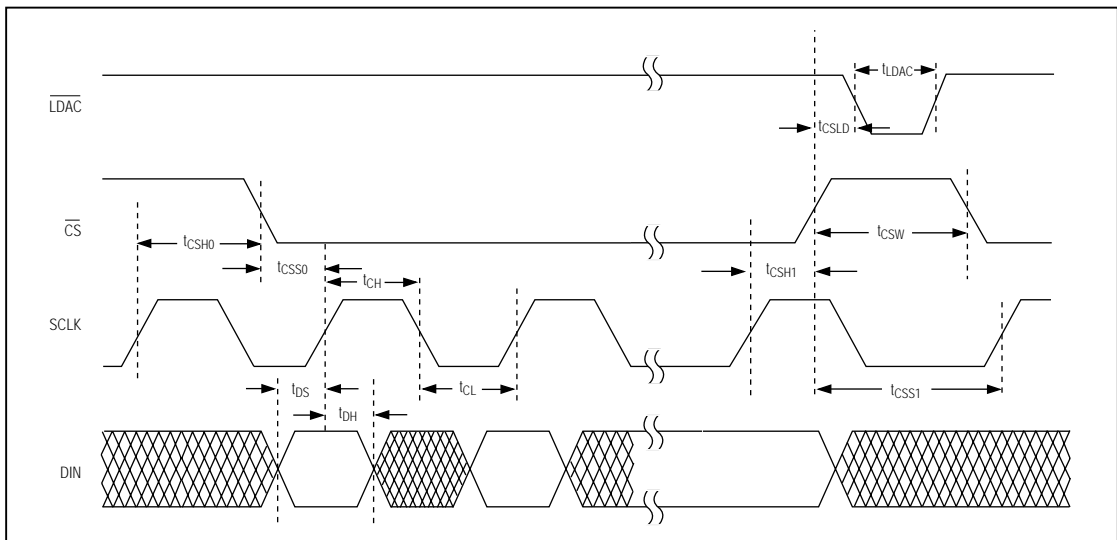 tLDAC
LDAC
tCSLD
CS
tCSH0
tCSW
tCSS0
tCSH1
tCH
SCLK
tDS
tCL
tCSS1
tDH
DIN